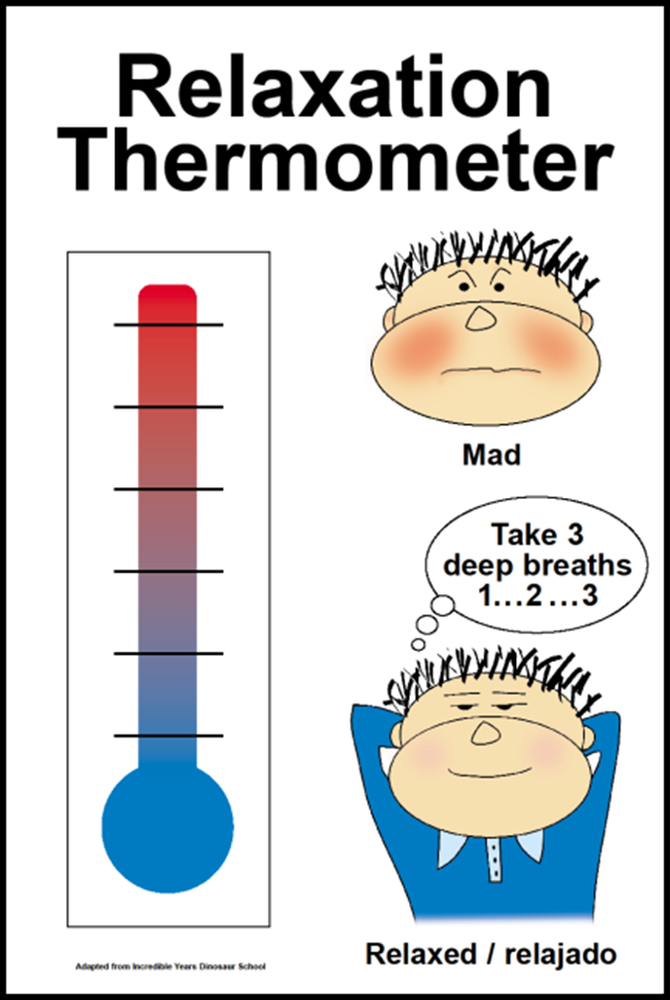 Relaxation
Thermometer
Mad
Take 3
deep breaths
1...2 ...3
Relaxed / relajado
Adapted from Incredible Years Dinosaur School